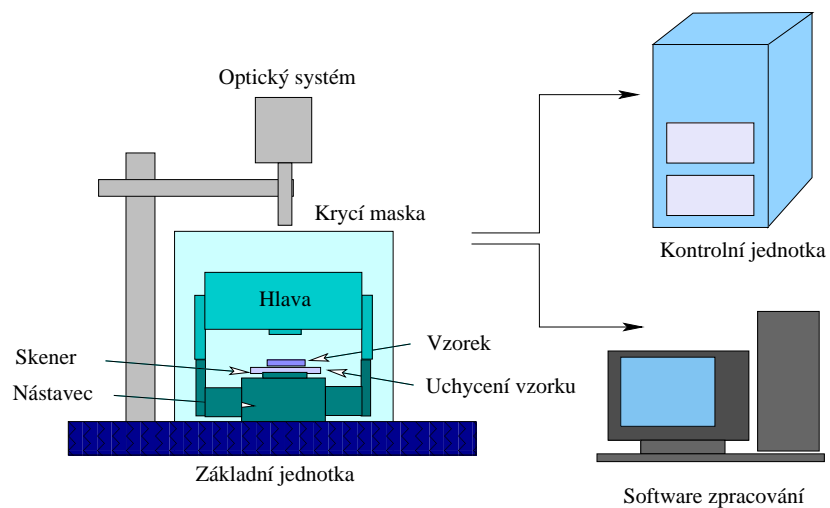 Optický systém
Krycí maska
Kontrolní jednotka
Hlava
Vzorek
Skener
Uchycení vzorku
Nástavec
Základní jednotka
Software zpracování